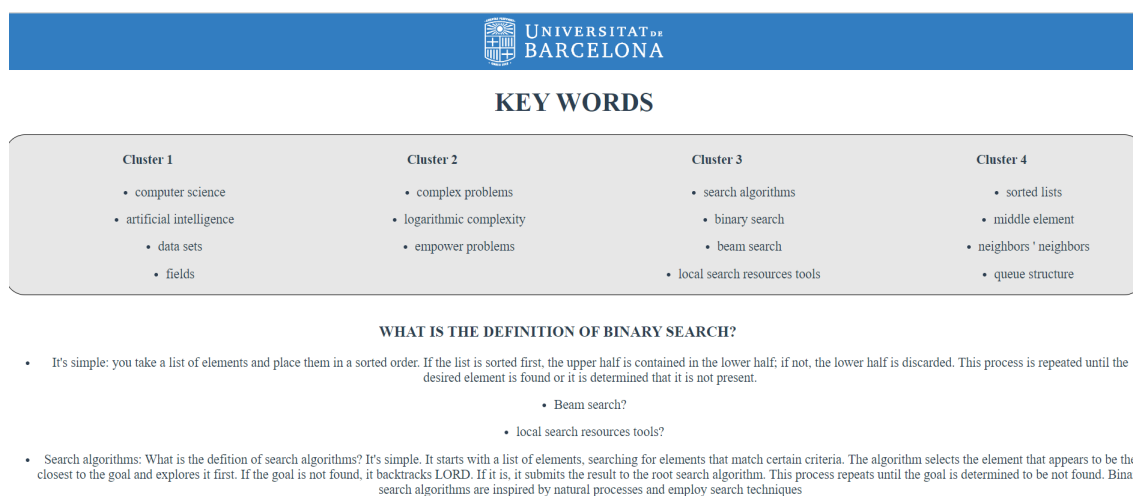 UNIVERSITAT DE
BARCELONA
KEY WORDS
Cluster 1
• computer science
• artificial intelligence
• data sets
• fields
Cluster 2
• complex problems
• logarithmic complexity
• empower problems
Cluster 3
• search algorithms
• binary search
• beam search
• local search resources tools
Cluster 4
• sorted lists
• middle element
• neighbors ' neighbors
• queue structure
WHAT IS THE DEFINITION OF BINARY SEARCH?
• It's simple: you take a list of elements and place them in a sorted order. If the list is sorted first, the upper half is contained in the lower half; if not, the lower half is discarded. This process is repeated until the
desired element is found or it is determined that it is not present.
• Beam search?
• local search resources tools?
• Search algorithms: What is the defition of search algorithms? It's simple. It starts with a list of elements, searching for elements that match certain criteria. The algorithm selects the element that appears to be the
closest to the goal and explores it first. If the goal is not found, it backtracks LORD. If it is, it submits the result to the root search algorithm. This process repeats until the goal is determined to be not found. Bina
search algorithms are inspired by natural processes and employ search techniques